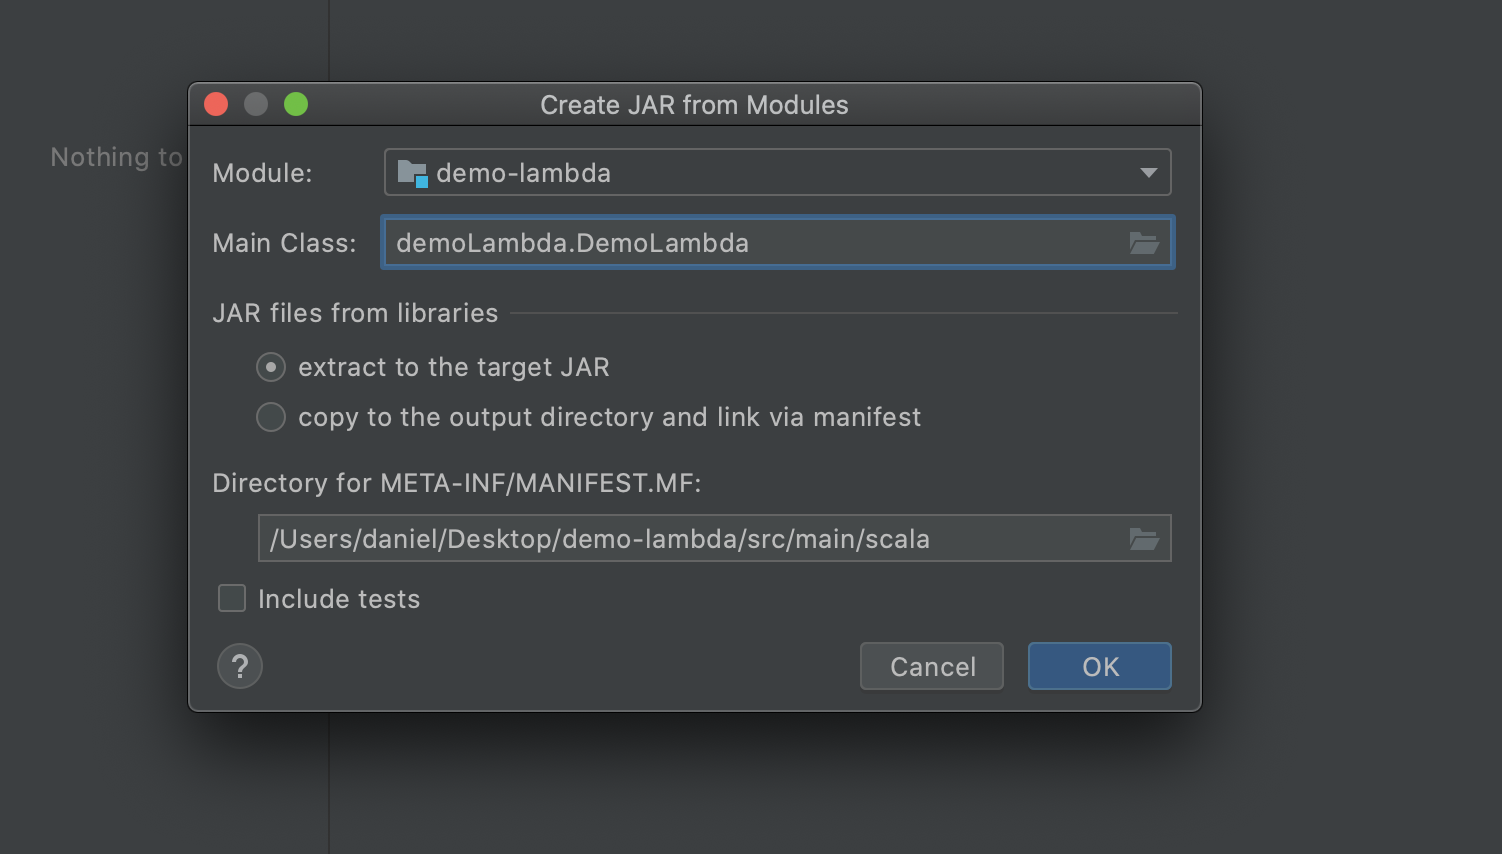 Create JAR from Modules
Nothing to
Module: demo-lambda
Main Class: demoLambda.DemoLambda
JAR files from libraries
extract to the target JAR
copy to the output directory and link via manifest
Directory for META-INF/MANIFEST.MF:
/Users/daniel/Desktop/demo-lambda/src/main/scala
Include tests
? Cancel OK